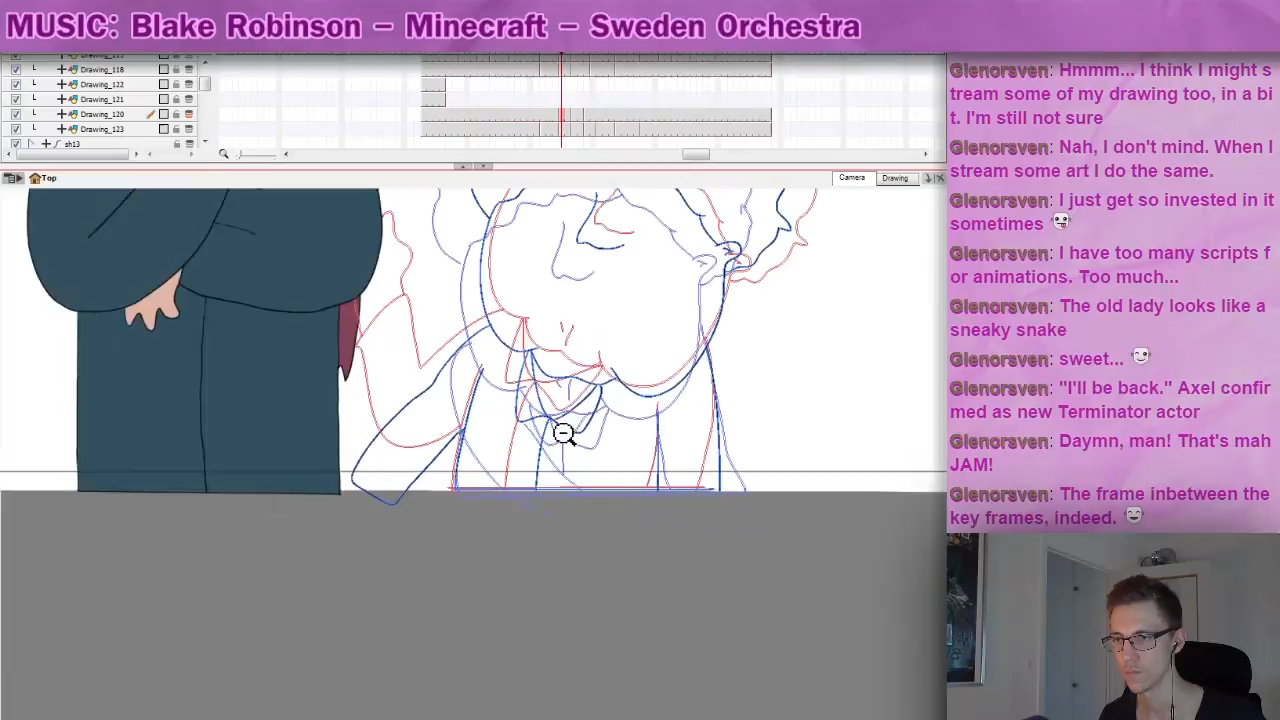 MUSIC: Blake Robinson – Minecraft – Sweden Orchestra
Drawing_118
Drawing_122
Drawing_121
Drawing_120
Drawing_123
sh13
Top
Camera
Drawing
Glenorsven: Hmmm... I think I might s
tream some of my drawing too, in a bi
t. I'm still not sure
Glenorsven: Nah, I don't mind. When I
stream some art I do the same.
Glenorsven: I just get so invested in it
sometimes
Glenorsven: I have too many scripts f
or animations. Too much...
Glenorsven: The old lady looks like a
sneaky snake
Glenorsven: sweet...
Glenorsven: "I'll be back." Axel confir
med as new Terminator actor
Glenorsven: Daymn, man! That's mah
JAM!
Glenorsven: The frame inbetween the
key frames, indeed.